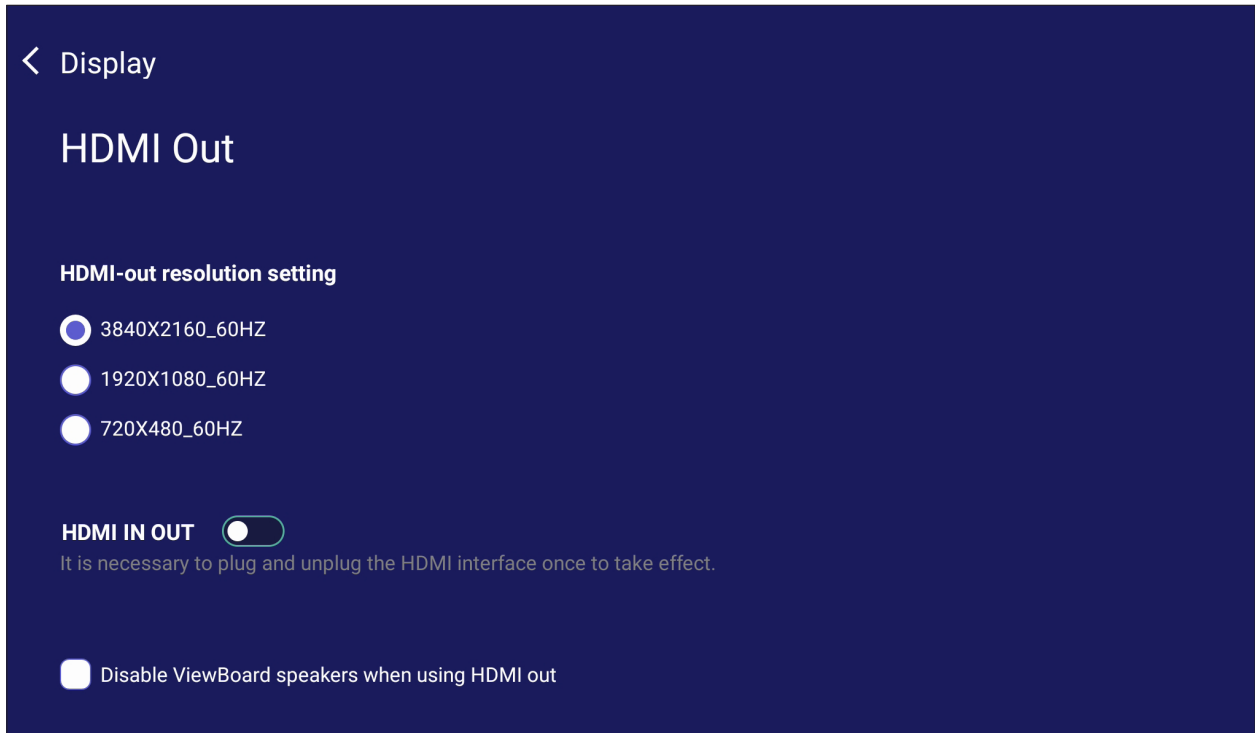 Display
HDMI Out
HDMI-out resolution setting
3840X2160_60HZ
1920X1080_60HZ
720X480_60HZ
HDMI IN OUT
It is necessary to plug and unplug the HDMI interface once to take effect.
Disable ViewBoard speakers when using HDMI out